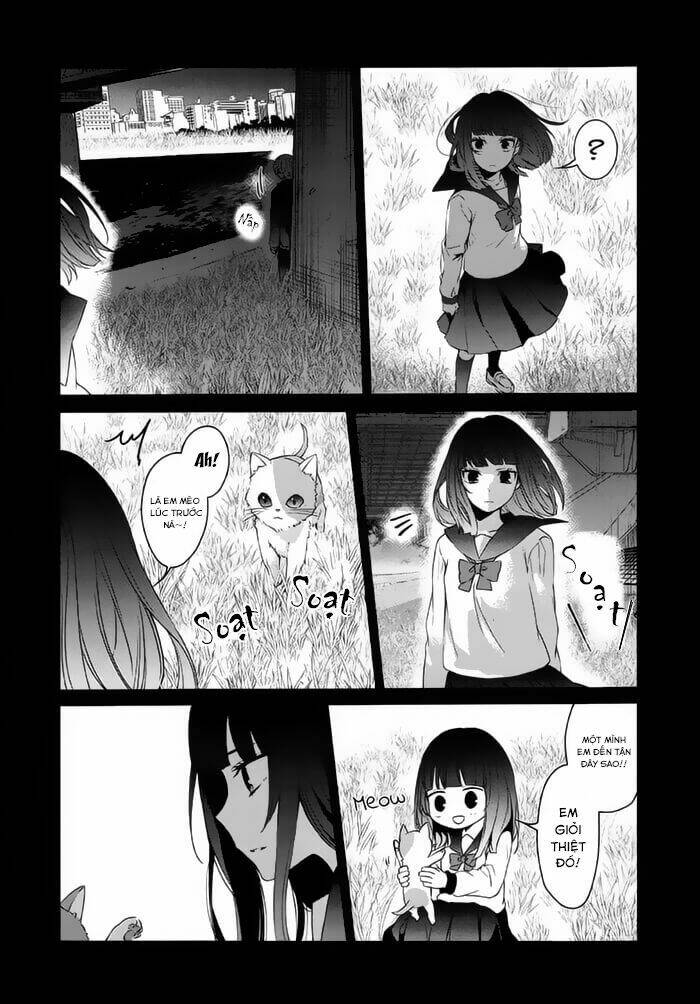 ?
Nấp
Soạt
Soạt
Soạt
Ah!
LÀ EM MÈO
LÚC TRƯỚC
NÀ~!
MỘT MÌNH
EM ĐẾN TẬN
ĐÂY SAO!!
EM
GIỎI
THIỆT
ĐÓ!
Meow